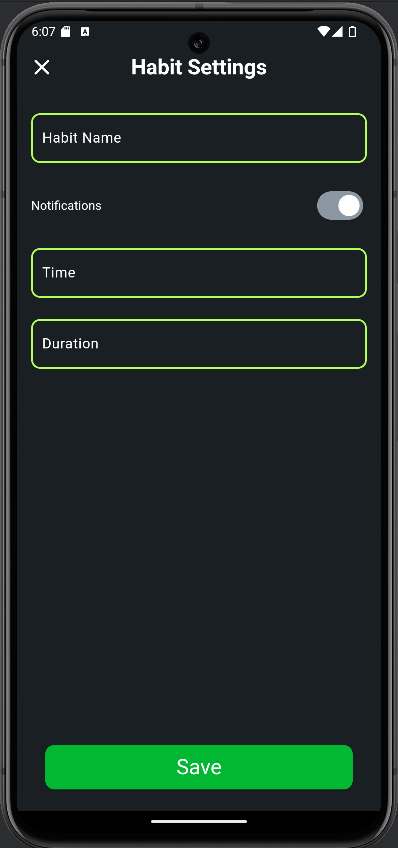 6:07 A
Habit Settings
Habit Name
Notifications
Time
Duration
Save